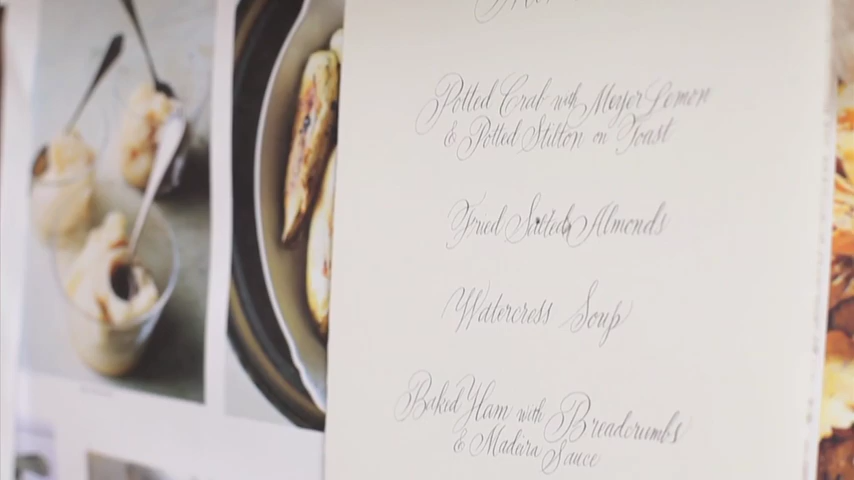 Potted Crab with Meyer Lemon
& Potted Stilton on Toast
Fried Salted Almonds
Watercress Soup
Baked Ham with Breadcrumbs
& Madeira Sauce